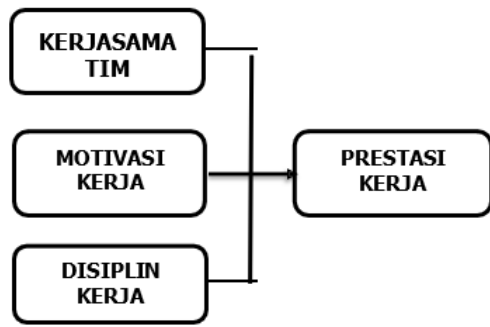 KERJASAMA
TIM
MOTIVASI
KERJA
PRESTASI
KERJA
DISIPLIN
KERJA